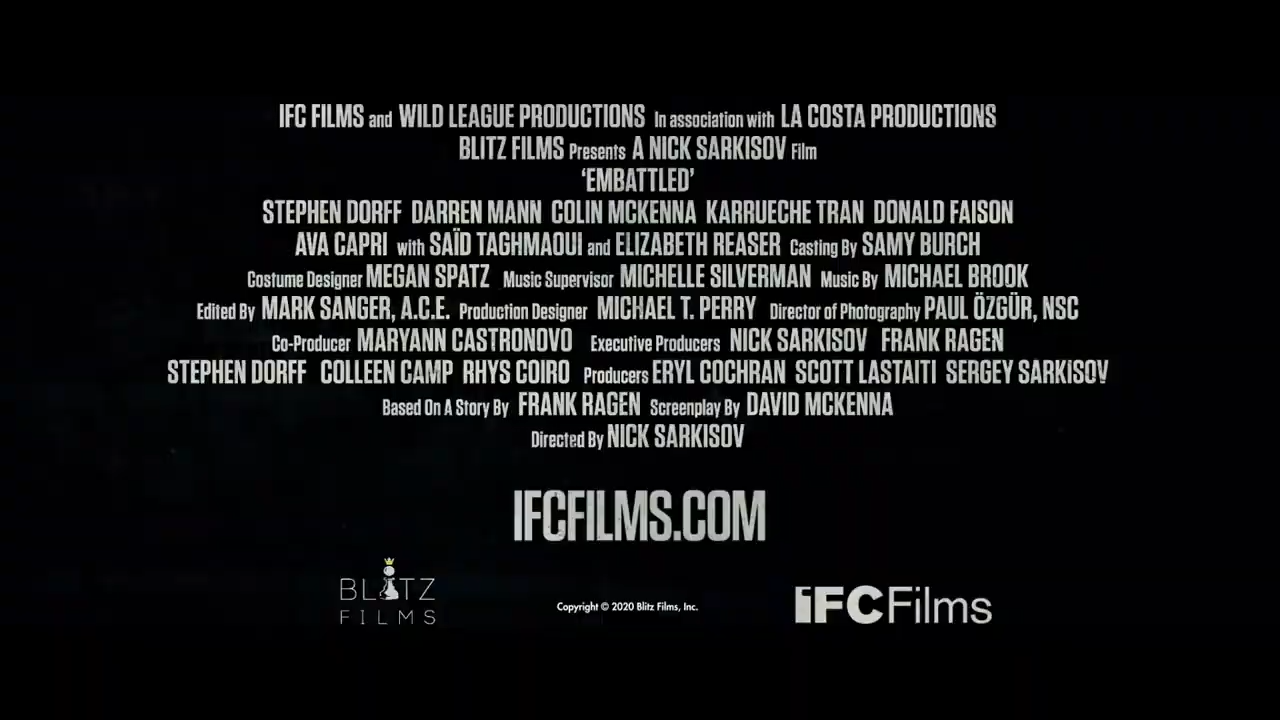 IFC FILMS and WILD LEAGUE PRODUCTIONS In association with LA COSTA PRODUCTIONS
BLITZ FILMS Presents A NICK SARKISOV Film
‘EMBATTLED’
STEPHEN DORFF DARREN MANN COLIN MCKENNA KARRUECHE TRAN DONALD FAISON
AVA CAPRI with SAÏD TAGHMAOUI and ELIZABETH REASER Casting By SAMY BURCH
Costume Designer MEGAN SPATZ Music Supervisor MICHELLE SILVERMAN Music By MICHAEL BROOK
Edited By MARK SANGER, A.C.E. Production Designer MICHAEL T. PERRY Director of Photography PAUL ÖZGÜR, NSC
Co-Producer MARYANN CASTRONOVO Executive Producers NICK SARKISOV FRANK RAGEN
STEPHEN DORFF COLLEEN CAMP RHYS COIRO Producers ERYL COCHRAN SCOTT LASTAITI SERGEY SARKISOV
Based On A Story By FRANK RAGEN Screenplay By DAVID MCKENNA
Directed By NICK SARKISOV
IFCFILMS.COM
BLITZ
FILMS
Copyright © 2020 Blitz Films, Inc.
IFC Films